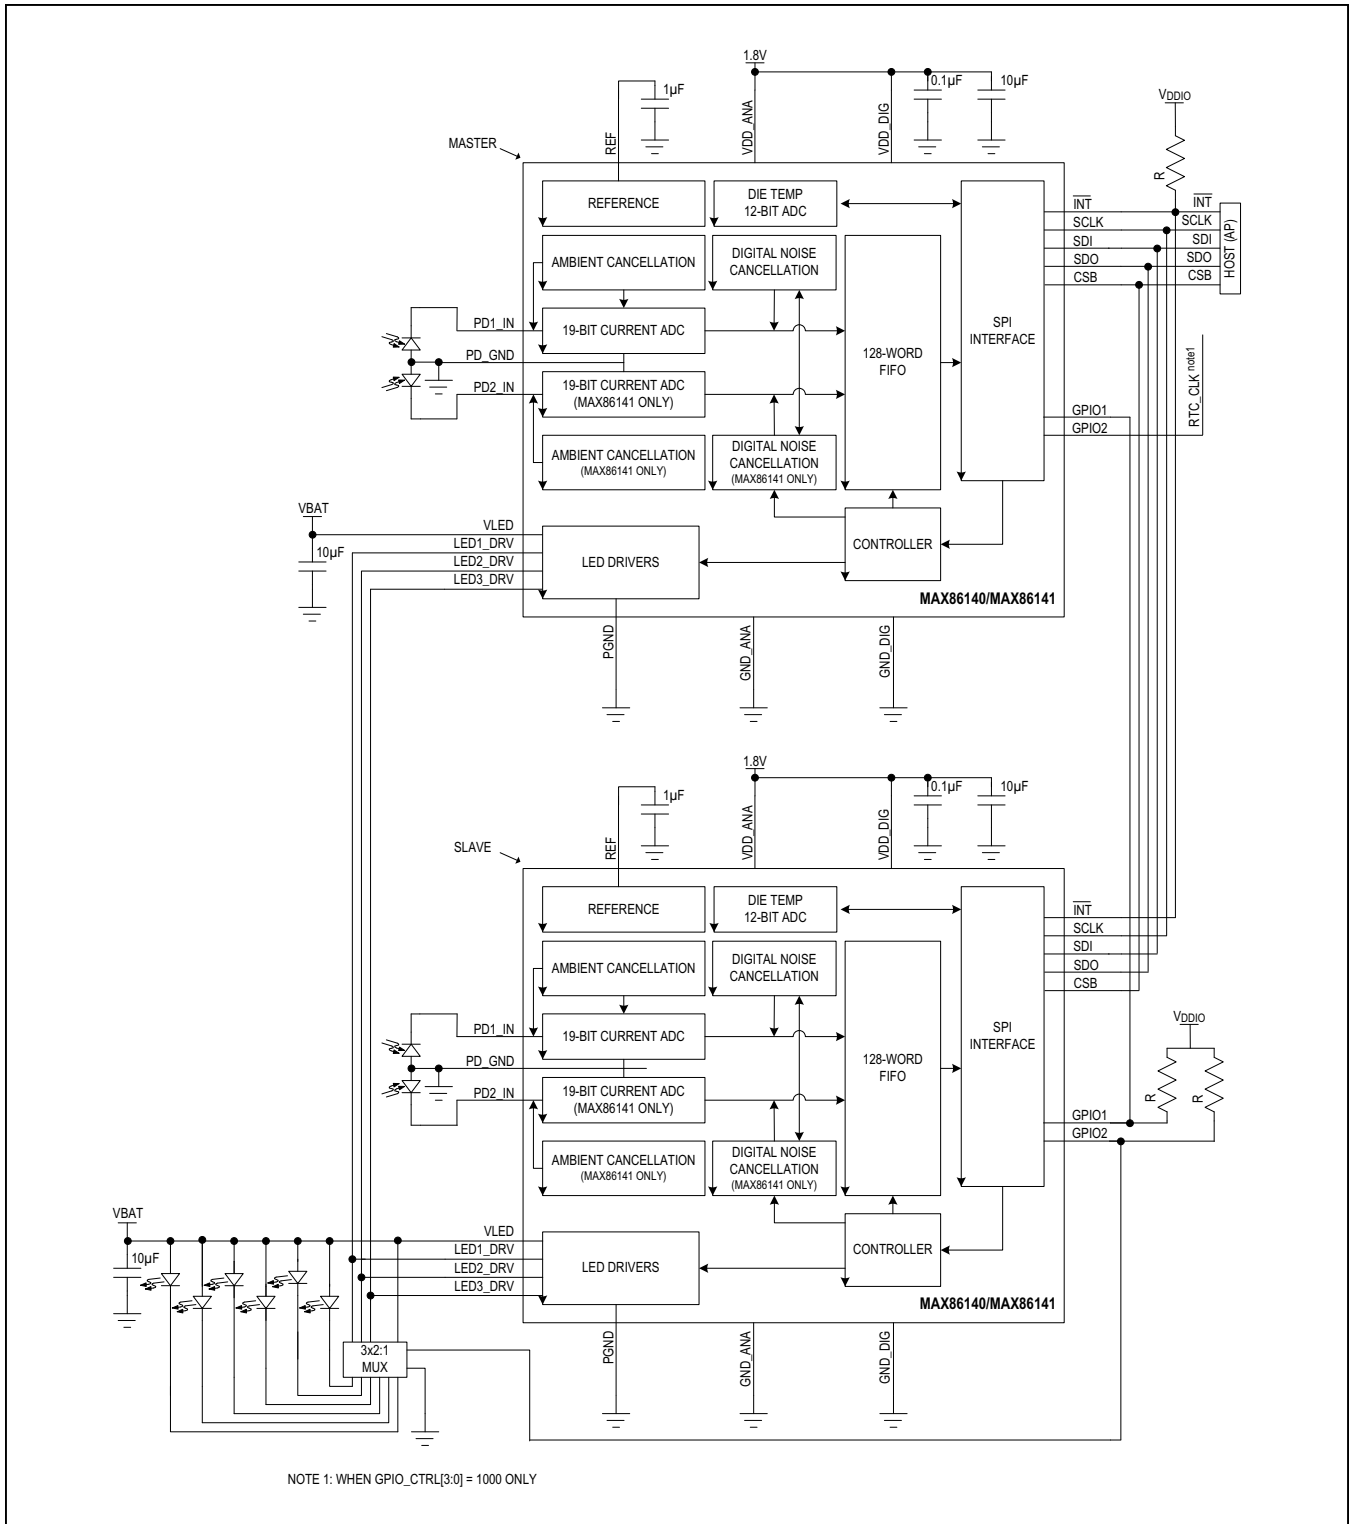 1.8V
1µF
0.1µF
10µF
VDDIO
REF
VDD_ANA
VDD_DIG
R
MASTER
REFERENCE
DIE TEMP
12-BIT ADC
INT
INT
SCLK
SCLK
SDI
SDI
SDO
SDO
CSB
CSB
HOST (AP)
AMBIENT CANCELLATION
DIGITAL NOISE
CANCELLATION
PD1_IN
19-BIT CURRENT ADC
SPI
INTERFACE
PD_GND
128-WORD
FIFO
PD2_IN
19-BIT CURRENT ADC
(MAX86141 ONLY)
RTC_CLK note1
GPIO1
GPIO2
AMBIENT CANCELLATION
(MAX86141 ONLY)
DIGITAL NOISE
CANCELLATION
(MAX86141 ONLY)
VBAT
10µF
VLED
LED1_DRV
LED2_DRV
LED3_DRV
LED DRIVERS
CONTROLLER
MAX86140/MAX86141
PGND
GND_ANA
GND_DIG
1.8V
1µF
0.1µF
10µF
REF
VDD_ANA
VDD_DIG
SLAVE
REFERENCE
DIE TEMP
12-BIT ADC
INT
SCLK
SDI
SDO
CSB
AMBIENT CANCELLATION
DIGITAL NOISE
CANCELLATION
PD1_IN
19-BIT CURRENT ADC
SPI
INTERFACE
VDDIO
PD_GND
128-WORD
FIFO
PD2_IN
19-BIT CURRENT ADC
(MAX86141 ONLY)
R
R
GPIO1
GPIO2
AMBIENT CANCELLATION
(MAX86141 ONLY)
DIGITAL NOISE
CANCELLATION
(MAX86141 ONLY)
VBAT
10µF
VLED
LED1_DRV
LED2_DRV
LED3_DRV
LED DRIVERS
CONTROLLER
MAX86140/MAX86141
3x2:1
MUX
PGND
GND_ANA
GND_DIG
NOTE 1: WHEN GPIO_CTRL[3:0] = 1000 ONLY